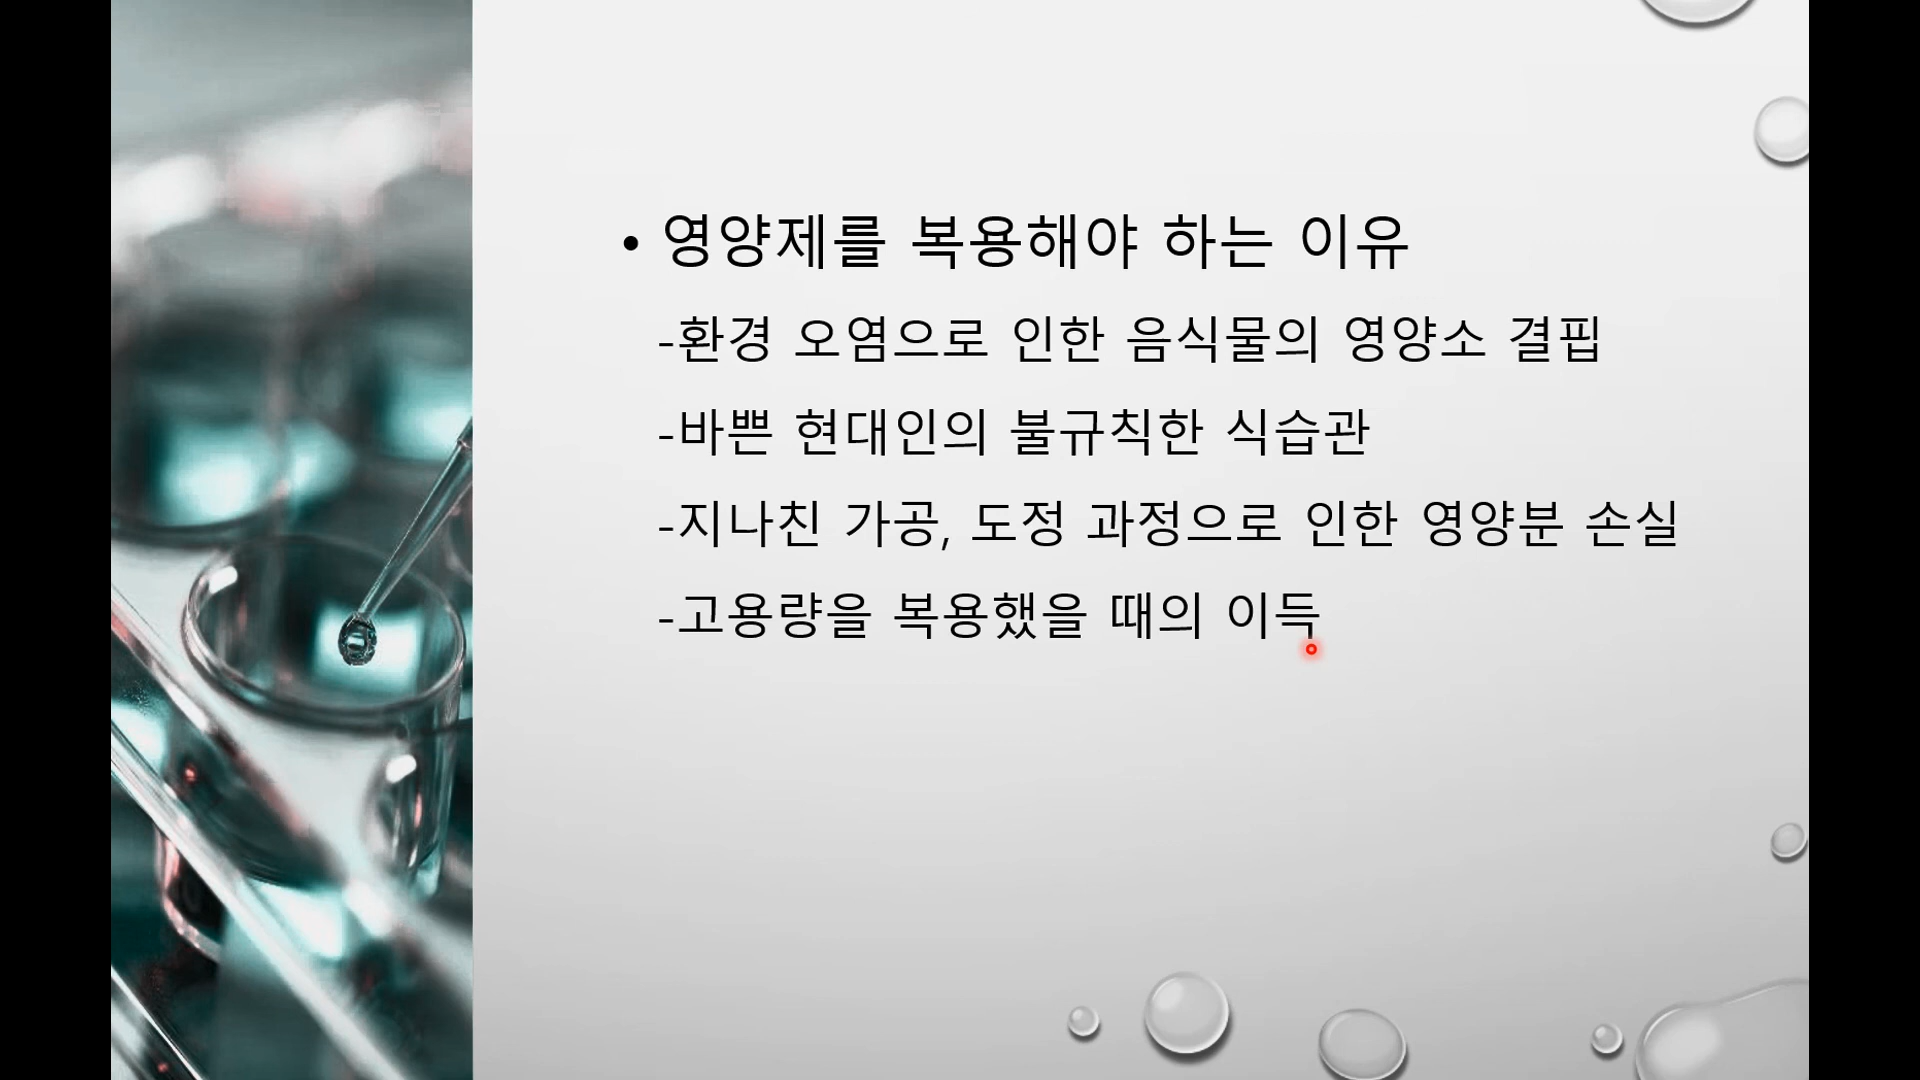 • 영양제를 복용해야 하는 이유
-환경 오염으로 인한 음식물의 영양소 결핍
-바쁜 현대인의 불규칙한 식습관
-지나친 가공, 도정 과정으로 인한 영양분 손실
-고용량을 복용했을 때의 이득